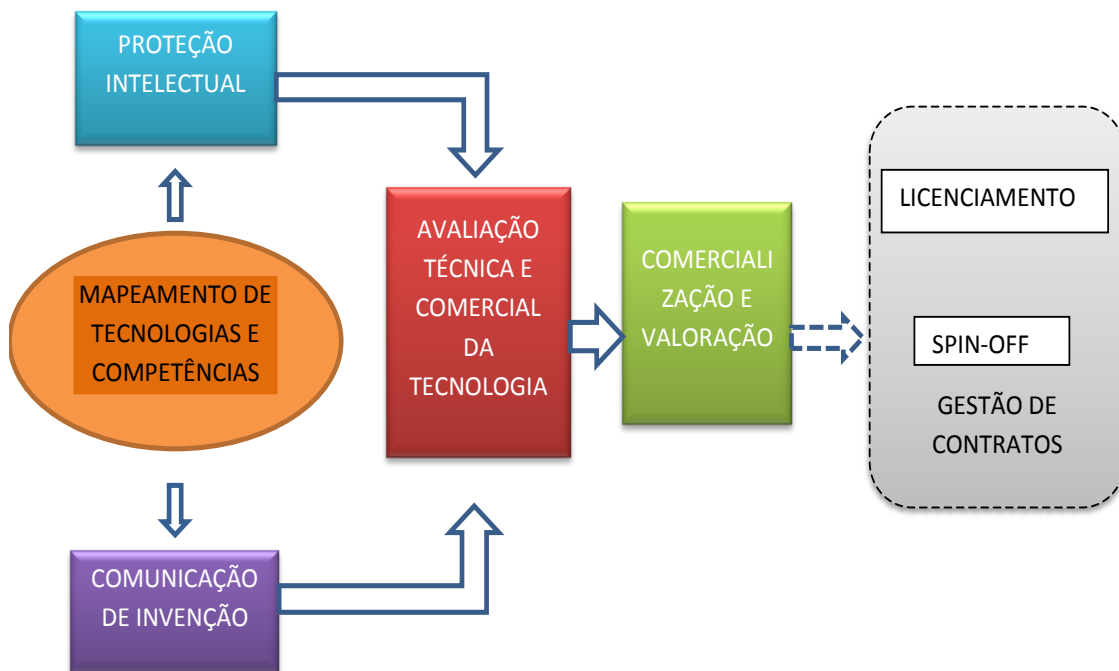 PROTEÇÃO
INTELECTUAL
MAPEAMENTO DE
TECNOLOGIAS E
COMPETÊNCIAS
COMUNICAÇÃO
DE INVENÇÃO
AVALIAÇÃO
TÉCNICA E
COMERCIAL
DA
TECNOLOGIA
COMERCIALI
ZAÇÃO E
VALORAÇÃO
LICENCIAMENTO
SPIN-OFF
GESTÃO DE
CONTRATOS